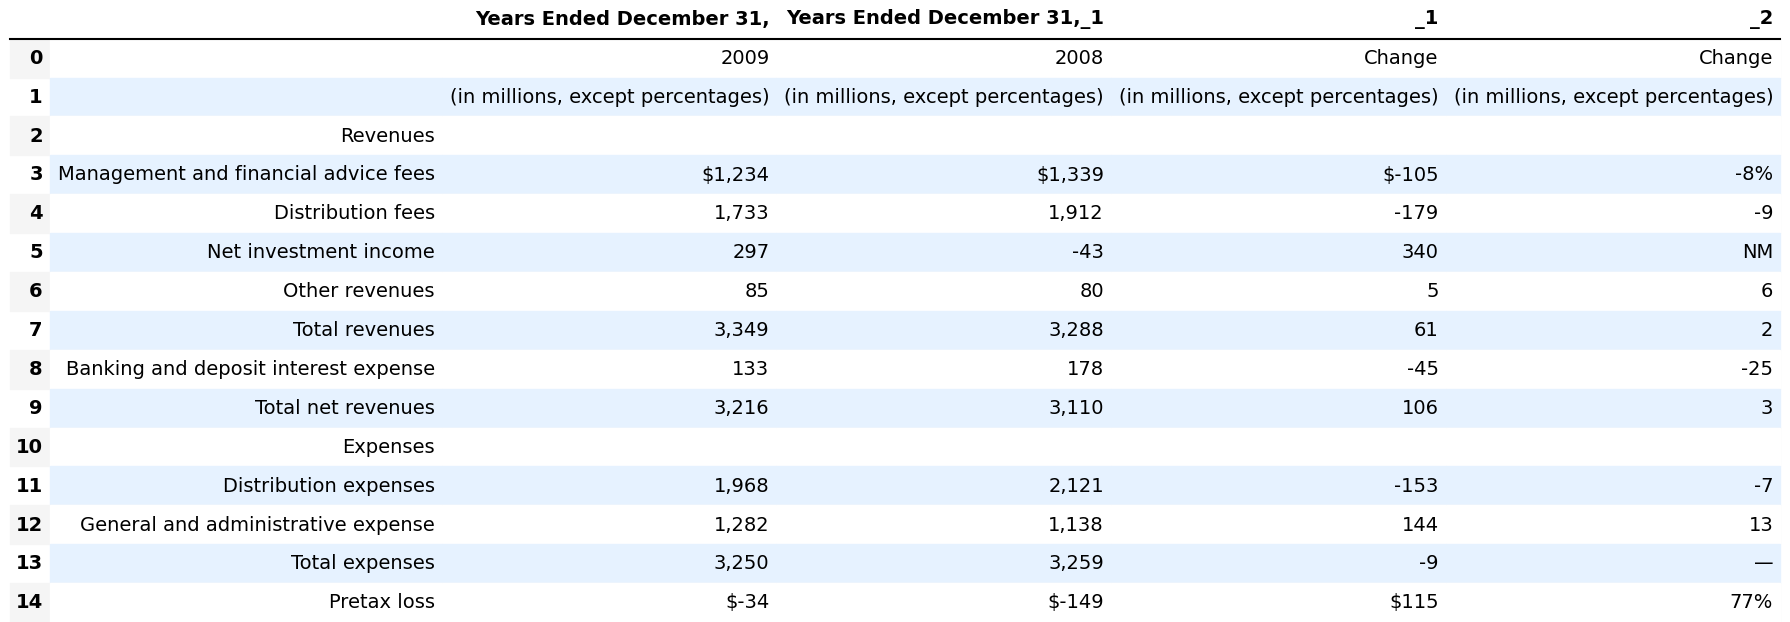 Years Ended December 31, Years Ended December 31,_1 _1 _2
0 2009 2008 Change Change
1 (in millions, except percentages) (in millions, except percentages) (in millions, except percentages) (in millions, except percentages)
2 Revenues
3 Management and financial advice fees $1,234 $1,339 $-105 -8%
4 Distribution fees 1,733 1,912 -179 -9
5 Net investment income 297 -43 340 NM
6 Other revenues 85 80 5 6
7 Total revenues 3,349 3,288 61 2
8 Banking and deposit interest expense 133 178 -45 -25
9 Total net revenues 3,216 3,110 106 3
10 Expenses
11 Distribution expenses 1,968 2,121 -153 -7
12 General and administrative expense 1,282 1,138 144 13
13 Total expenses 3,250 3,259 -9 —
14 Pretax loss $-34 $-149 $115 77%